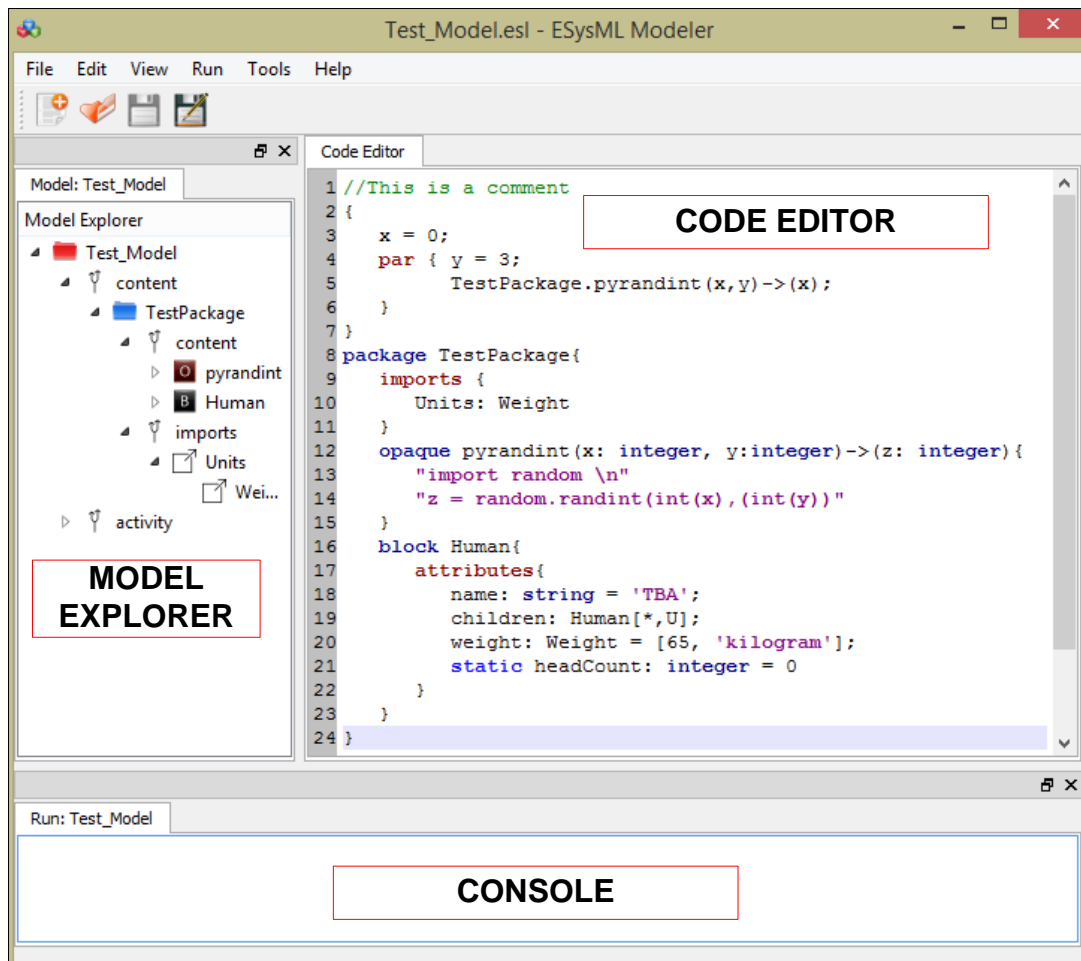 Test_Model.esl - ESysML Modeler
File Edit View Run Tools Help
Model: Test_Model
Model Explorer
Test_Model
content
TestPackage
content
O pyrandint
B Human
imports
Units
Wei...
activity
MODEL
EXPLORER
Code Editor
CODE EDITOR
1 //This is a comment
2 {
3 x = 0;
4 par { y = 3;
5 TestPackage.pyrandint(x,y)->(x);
6 }
7 }
8 package TestPackage{
9 imports {
10 Units: Weight
11 }
12 opaque pyrandint(x: integer, y:integer)->(z: integer){
13 "import random \n"
14 "z = random.randint(int(x),(int(y))"
15 }
16 block Human{
17 attributes{
18 name: string = 'TBA';
19 children: Human[*,U];
20 weight: Weight = [65, 'kilogram'];
21 static headCount: integer = 0
22 }
23 }
24 }
Run: Test_Model
CONSOLE